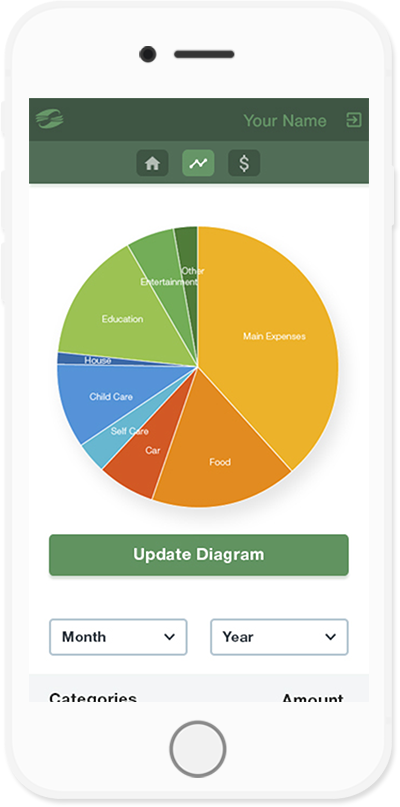 Your Name
$
Other
Entertainment
Main Expenses
Education
House
Child Care
Self Care
Car
Food
Update Diagram
Month
Year
Categories
Amount